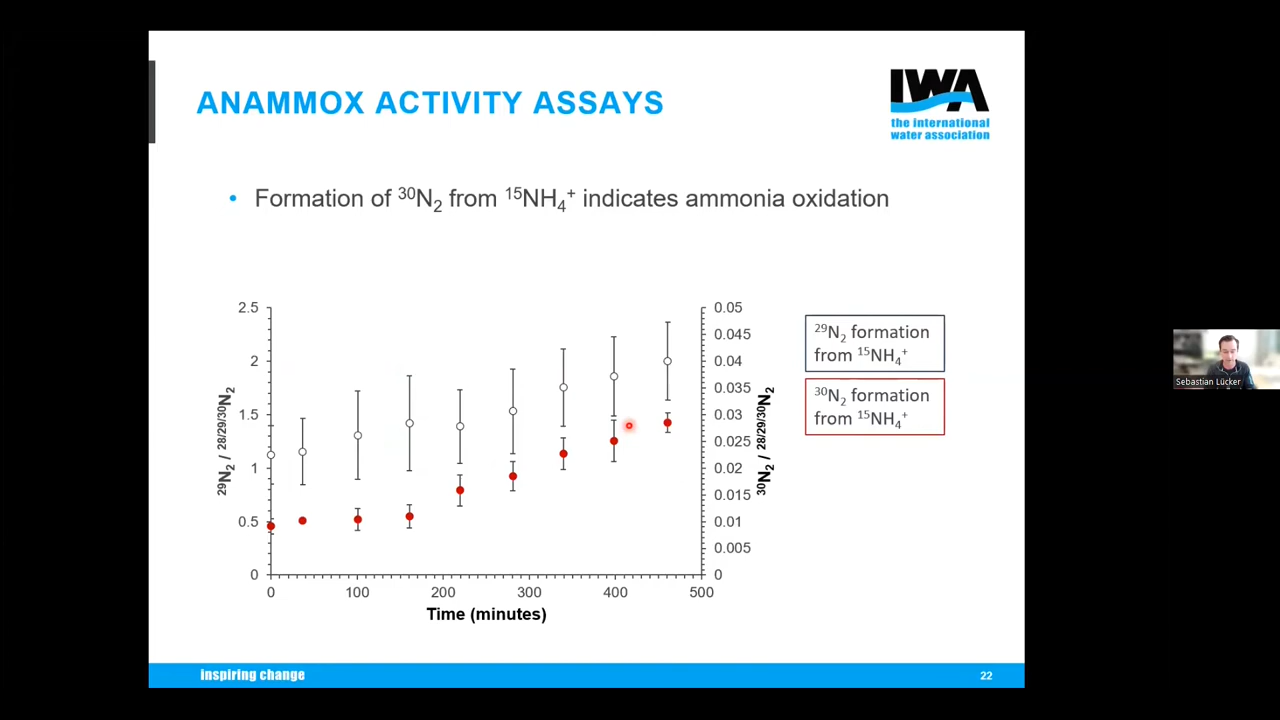 ANAMMOX ACTIVITY ASSAYS
IWA
the international
water association
• Formation of ³⁰N₂ from ¹⁵NH₄⁺ indicates ammonia oxidation
2.5
2
1.5
1
0.5
0
²⁹N₂ / ²⁸/²⁹/³⁰N₂
0.05
0.045
0.04
0.035
0.03
0.025
0.02
0.015
0.01
0.005
0
³⁰N₂ / ²⁸/²⁹/³⁰N₂
0 100 200 300 400 500
Time (minutes)
²⁹N₂ formation
from ¹⁵NH₄⁺
³⁰N₂ formation
from ¹⁵NH₄⁺
Sebastian Lücker
inspiring change
22